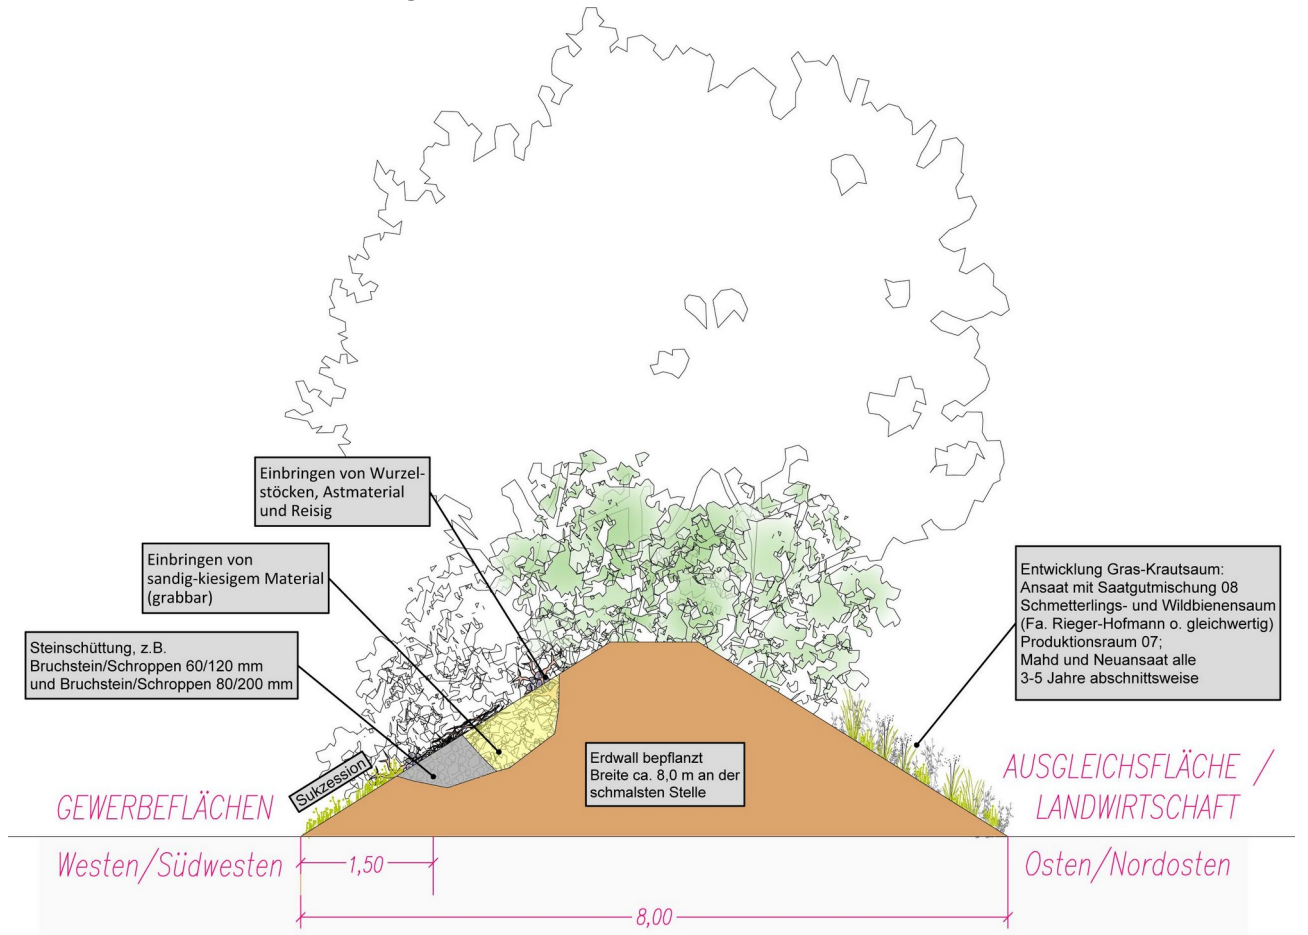 Einbringen von Wurzel-
stöcken, Astmaterial
und Reisig
Einbringen von
sandig-kiesigem Material
(grabbar)
Steinschüttung, z.B.
Bruchstein/Schroppen 60/120 mm
und Bruchstein/Schroppen 80/200 mm
Entwicklung Gras-Krautsaum:
Ansaat mit Saatgutmischung 08
Schmetterlings- und Wildbienensaum
(Fa. Rieger-Hofmann o. gleichwertig)
Produktionsraum 07;
Mahd und Neuansaat alle
3-5 Jahre abschnittsweise
Sukzession
Erdwall bepflanzt
Breite ca. 8,0 m an der
schmalsten Stelle
GEWERBEFLÄCHEN
AUSGLEICHSFLÄCHE /
LANDWIRTSCHAFT
Westen/Südwesten
1,50
Osten/Nordosten
8,00